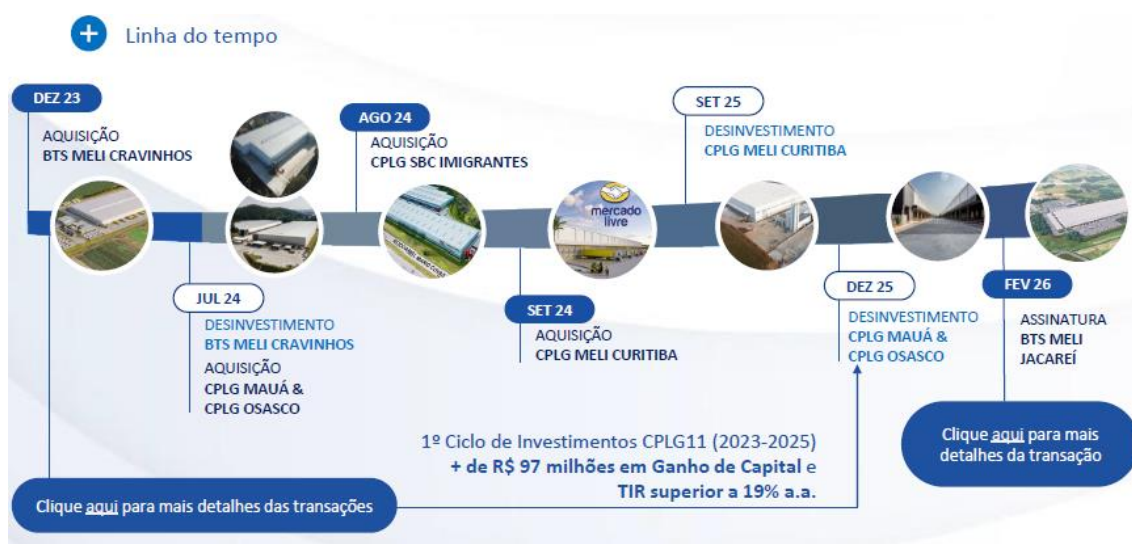 Linha do tempo
DEZ 23
AQUISIÇÃO
BTS MELI CRAVINHOS
JUL 24
DESINVESTIMENTO
BTS MELI CRAVINHOS
AQUISIÇÃO
CPLG MAUÁ &
CPLG OSASCO
AGO 24
AQUISIÇÃO
CPLG SBC IMIGRANTES
SET 24
AQUISIÇÃO
CPLG MELI CURITIBA
mercado
livre
SET 25
DESINVESTIMENTO
CPLG MELI CURITIBA
DEZ 25
DESINVESTIMENTO
CPLG MAUÁ &
CPLG OSASCO
FEV 26
ASSINATURA
BTS MELI
JACAREÍ
1º Ciclo de Investimentos CPLG11 (2023-2025)
+ de R$ 97 milhões em Ganho de Capital e
TIR superior a 19% a.a.
Clique aqui para mais detalhes das transações
Clique aqui para mais
detalhes da transação